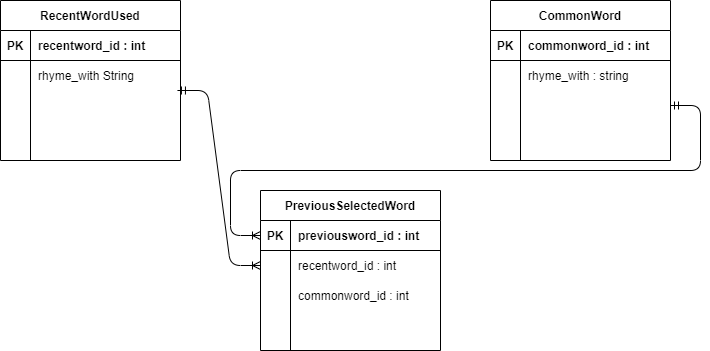 RecentWordUsed
PK recentword_id : int
rhyme_with String
CommonWord
PK commonword_id : int
rhyme_with : string
PreviousSelectedWord
PK previousword_id : int
recentword_id : int
commonword_id : int